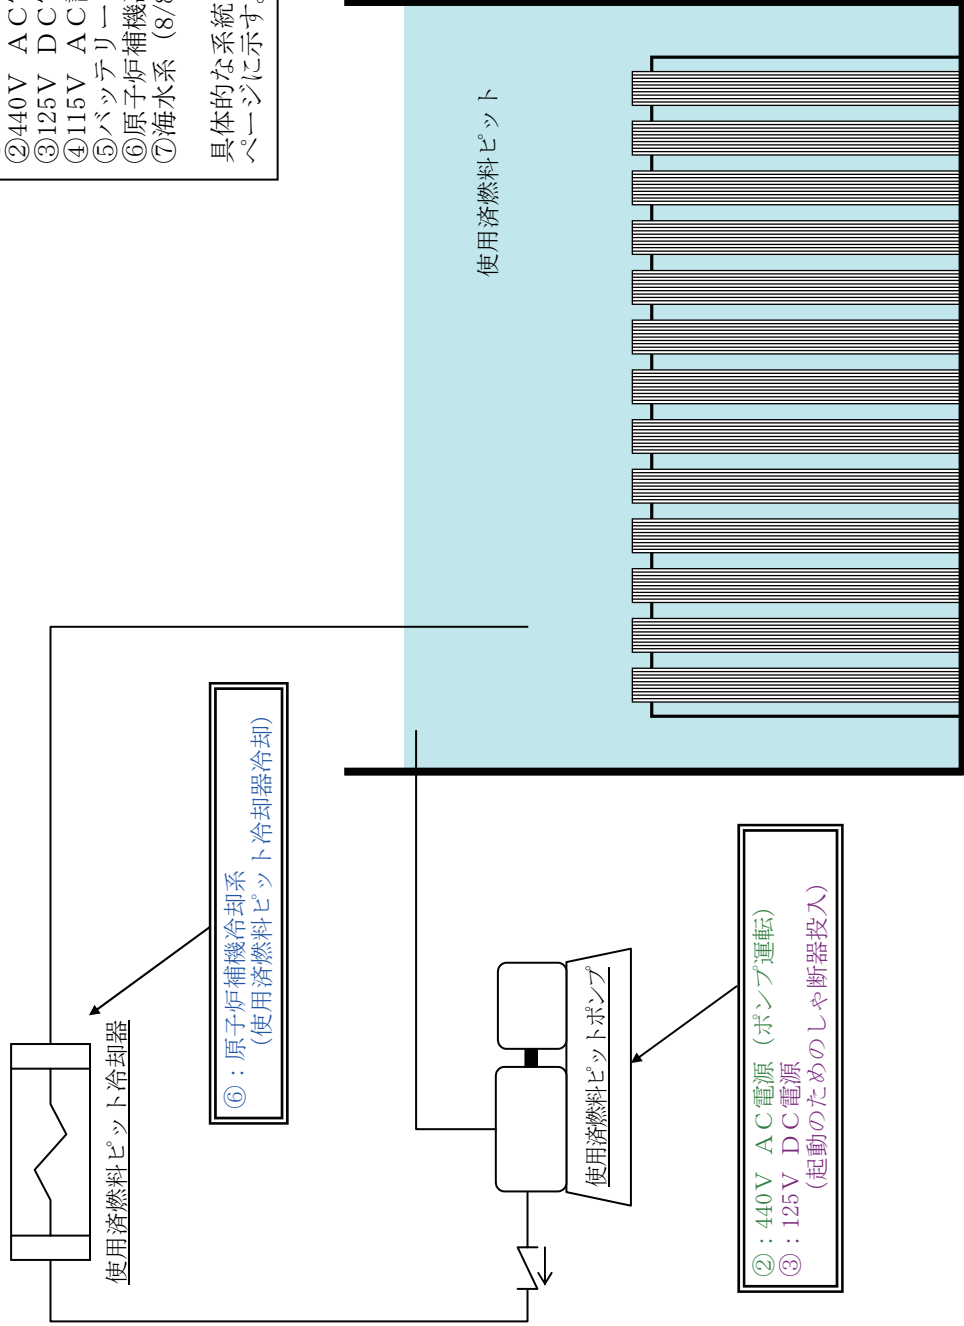 ②440V AC
③125V DC
④115V AC
⑤バッテリー
⑥原子炉補機
⑦海水系 (8/8
具体的な系統
ページに示す。
使用済燃料ピット
⑥：原子炉補機冷却系
(使用済燃料ピット冷却器冷却)
使用済燃料ピット冷却器
使用済燃料ピットポンプ
②：440V AC電源 (ポンプ運転)
③：125V DC電源
(起動のためのしゃ断器投入)